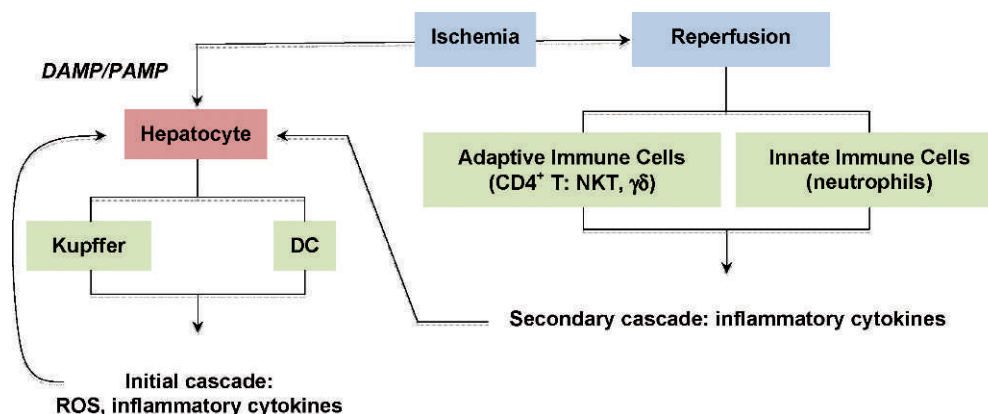 Ischemia
Reperfusion
DAMP/PAMP
Hepatocyte
Adaptive Immune Cells
(CD4⁺ T: NKT, γδ)
Innate Immune Cells
(neutrophils)
Kupffer
DC
Secondary cascade: inflammatory cytokines
Initial cascade:
ROS, inflammatory cytokines